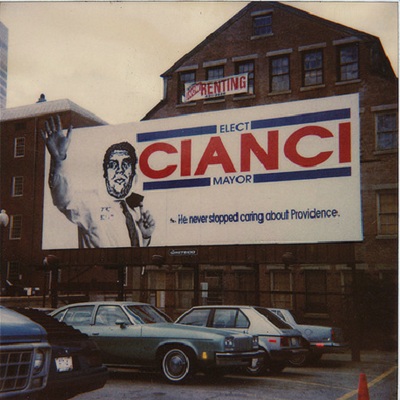 RENTING
ELECT
CIANCI
MAYOR
He never stopped caring about Providence.